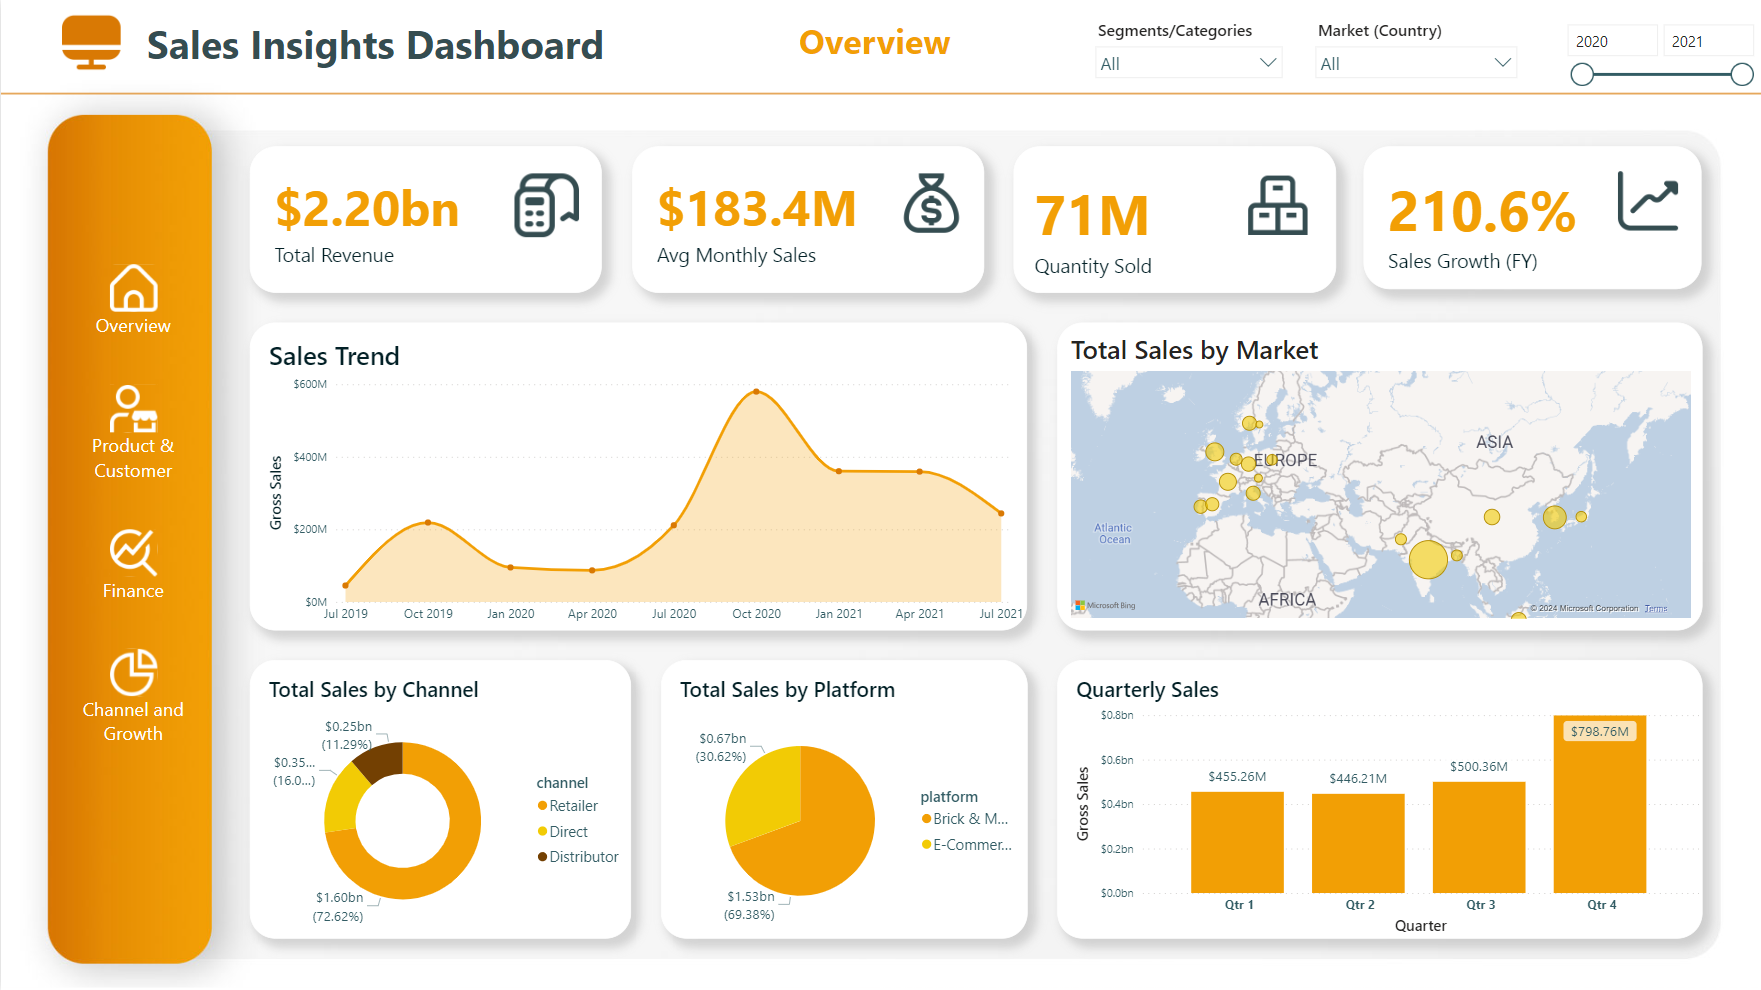 Sales Insights Dashboard
Overview
Segments/Categories
All
Market (Country)
All
2020
2021
Overview
Product &
Customer
Finance
Channel and
Growth
$2.20bn
Total Revenue
$183.4M
Avg Monthly Sales
71M
Quantity Sold
210.6%
Sales Growth (FY)
Sales Trend
Gross Sales
$600M
$400M
$200M
$0M
Jul 2019
Oct 2019
Jan 2020
Apr 2020
Jul 2020
Oct 2020
Jan 2021
Apr 2021
Jul 2021
Total Sales by Market
ASIA
EUROPE
Atlantic
Ocean
AFRICA
Microsoft Bing
© 2024 Microsoft Corporation Terms
Total Sales by Channel
$0.25bn
(11.29%)
$0.35...
(16.0...)
$1.60bn
(72.62%)
channel
Retailer
Direct
Distributor
Total Sales by Platform
$0.67bn
(30.62%)
$1.53bn
(69.38%)
platform
Brick & M...
E-Commer...
Quarterly Sales
Gross Sales
$0.8bn
$0.6bn
$0.4bn
$0.2bn
$0.0bn
$455.26M
$446.21M
$500.36M
$798.76M
Qtr 1
Qtr 2
Qtr 3
Qtr 4
Quarter